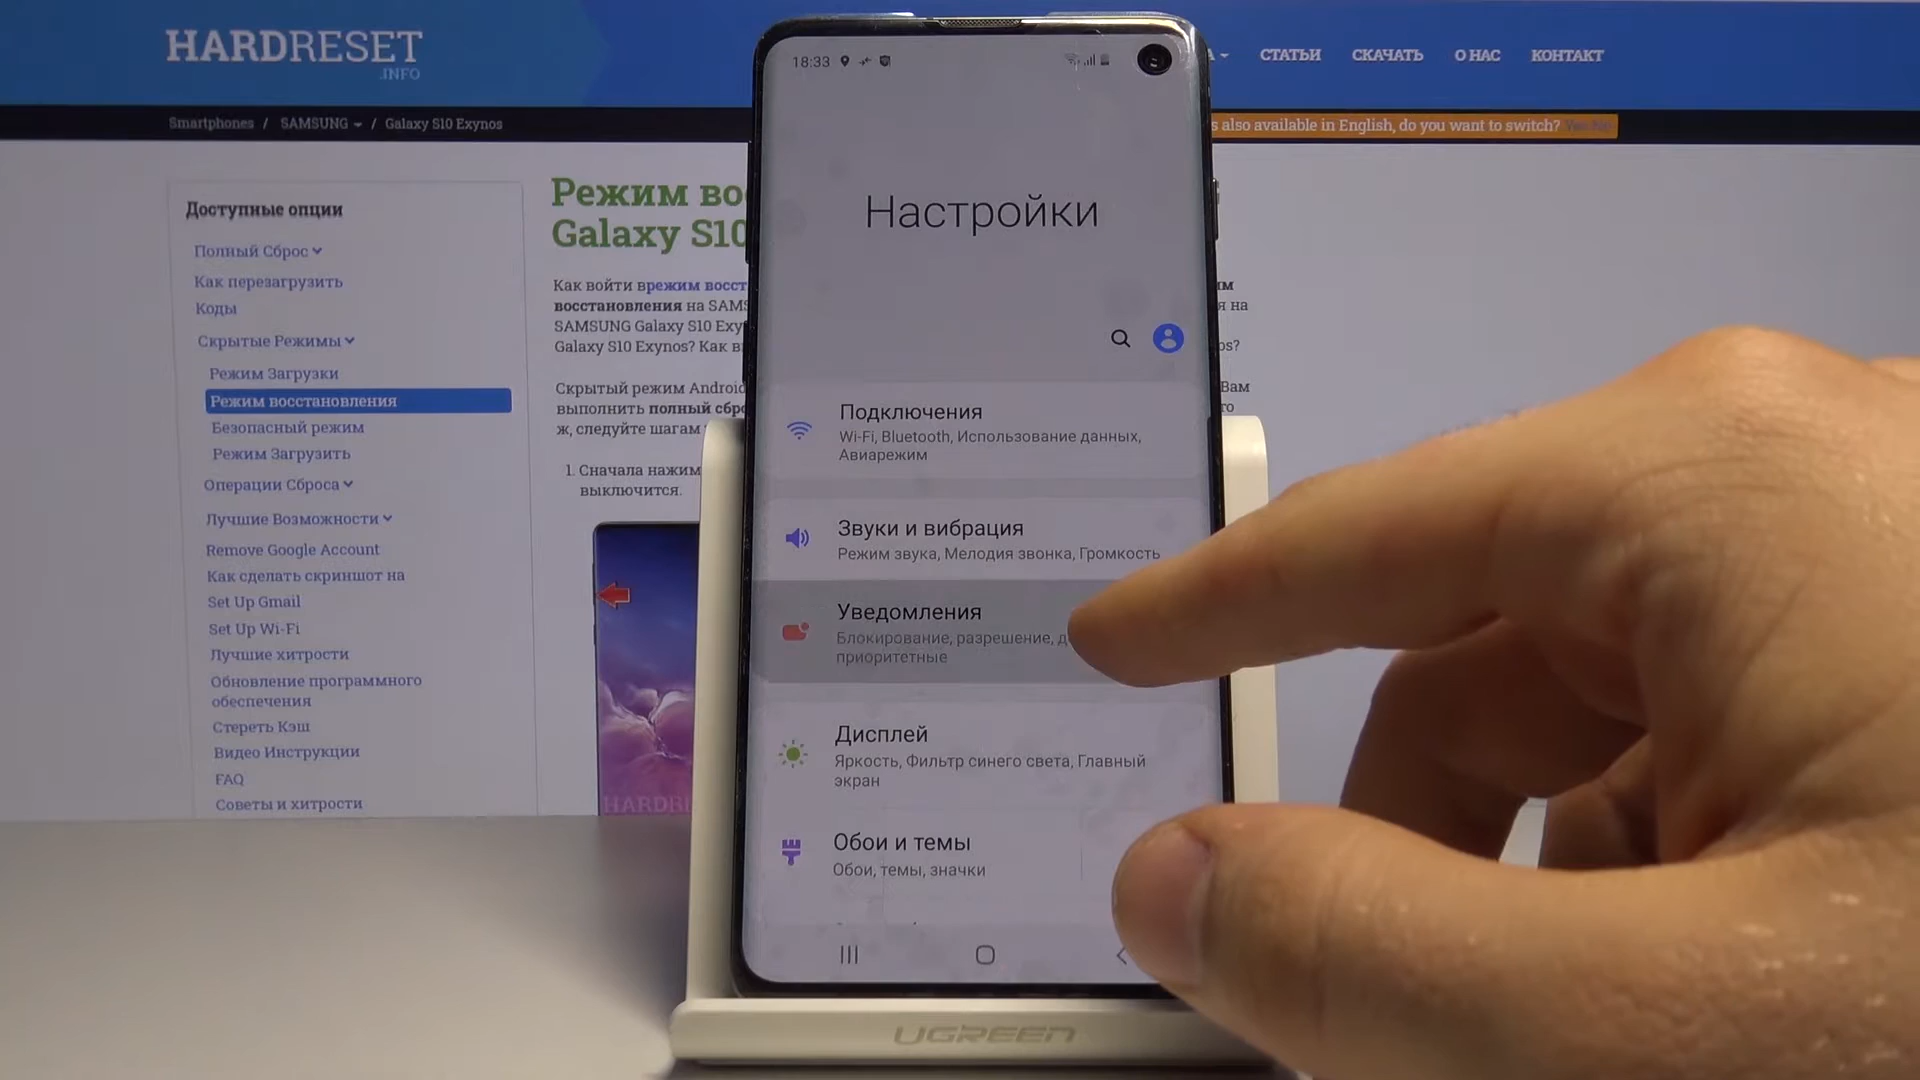 HARDRESET
.INFO
СТАТЬИ
СКАЧАТЬ
О НАС
КОНТАКТ
Smartphones / SAMSUNG / Galaxy S10 Exynos
s also available in English, do you want to switch?
Доступные опции
Полный Сброс
Как перезагрузить
Коды
Скрытые Режимы
Режим Загрузки
Режим восстановления
Безопасный режим
Режим Загрузить
Операции Сброса
Лучшие Возможности
Remove Google Account
Как сделать скриншот на
Set Up Gmail
Set Up Wi-Fi
Лучшие хитрости
Обновление программного
обеспечения
Стереть Кэш
Видео Инструкции
FAQ
Советы и хитрости
Режим во
Galaxy S10
Как войти в режим восст
восстановления на SAMS
SAMSUNG Galaxy S10 Exy
Galaxy S10 Exynos? Как в
Скрытый режим Android
выполнить полный сбро
ж, следуйте шагам
1. Сначала нажим
выключится.
им
я на
os?
Вам
го
HARDRE
18:33
Настройки
Подключения
Wi-Fi, Bluetooth, Использование данных,
Авиарежим
Звуки и вибрация
Режим звука, Мелодия звонка, Громкость
Уведомления
Блокирование, разрешение, д
приоритетные
Дисплей
Яркость, Фильтр синего света, Главный
экран
Обои и темы
Обои, темы, значки
UGREEN